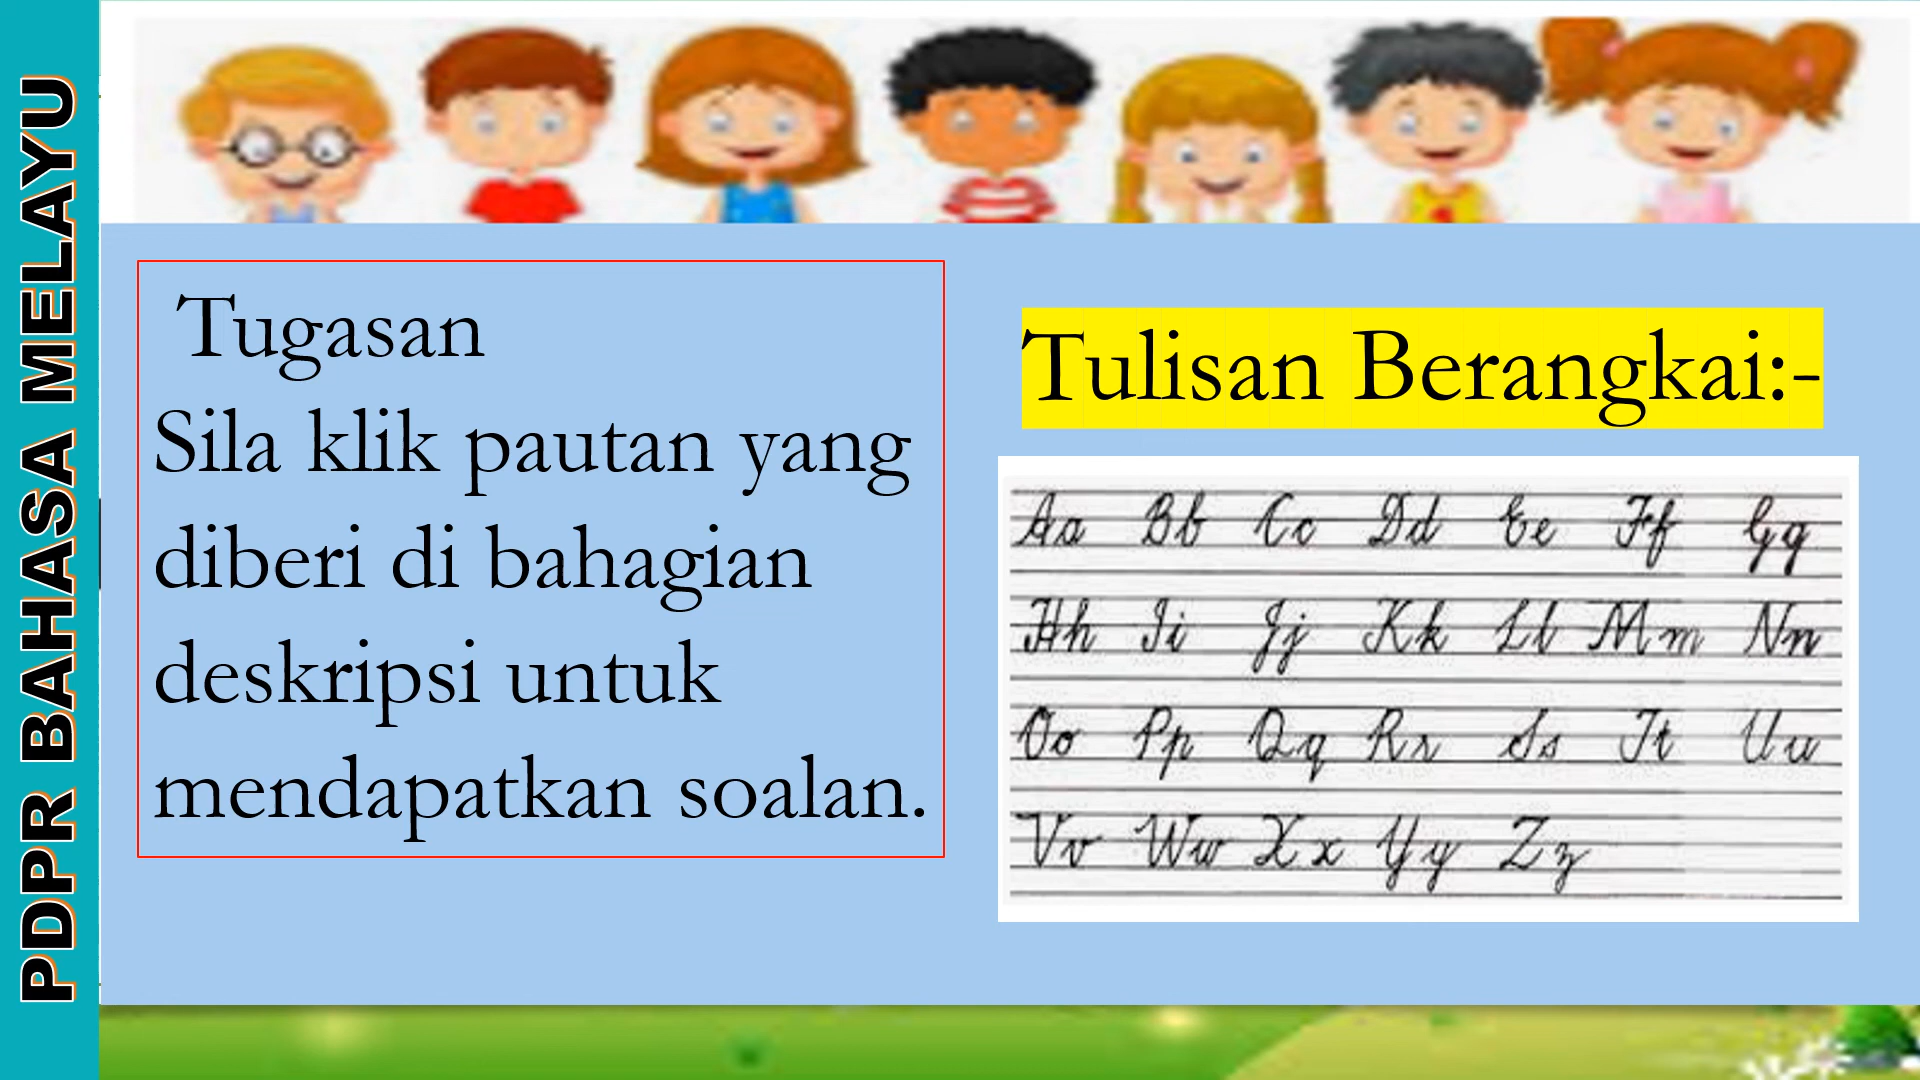 PDPR BAHASA MELAYU
Tugasan
Sila klik pautan yang
diberi di bahagian
deskripsi untuk
mendapatkan soalan.
Tulisan Berangkai:-
Aa Bb Cc Dd Ee Ff Gg
Hh Ii Jj Kk Ll Mm Nn
Oo Pp Qq Rr Ss Tt Uu
Vv Ww Xx Yy Zz